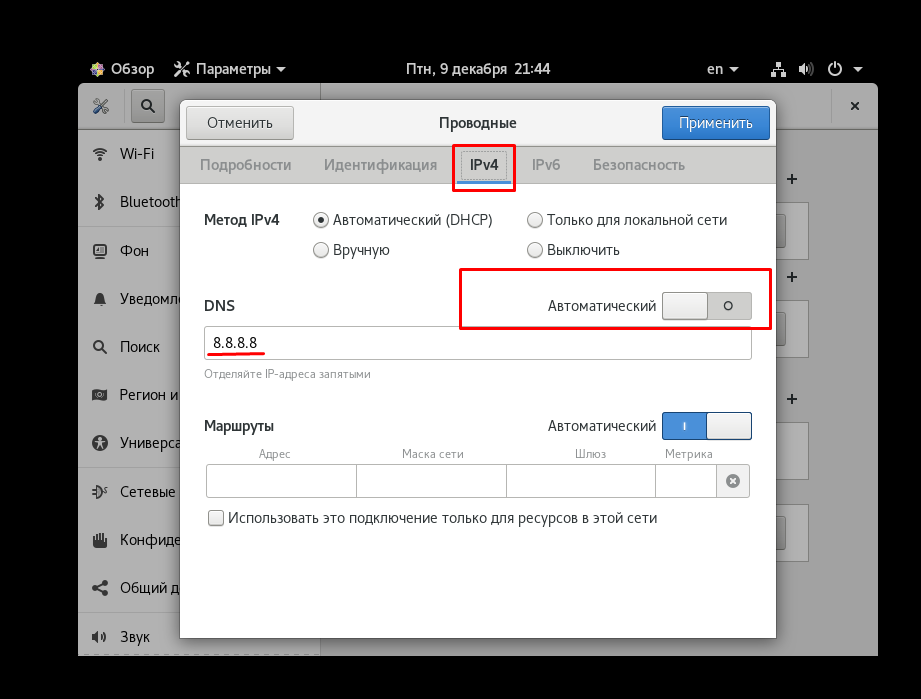 Обзор Параметры Птн, 9 декабря 21:44 en
Отменить Проводные Применить
Подробности Идентификация IPv4 IPv6 Безопасность
Wi-Fi
Bluetooth
Фон
Уведомл
Поиск
Регион и
Универса
Сетевые
Конфиде
Общий д
Звук
Метод IPv4 Автоматический (DHCP) Только для локальной сети
Вручную Выключить
DNS Автоматический
8.8.8.8
Отделяйте IP-адреса запятыми
Маршруты Автоматический
Адрес Маска сети Шлюз Метрика
Использовать это подключение только для ресурсов в этой сети